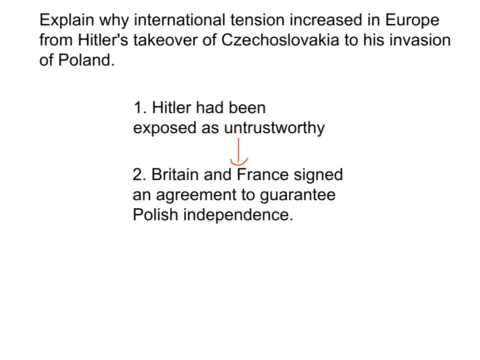 Explain why international tension increased in Europe
from Hitler's takeover of Czechoslovakia to his invasion
of Poland.
1. Hitler had been
exposed as untrustworthy
2. Britain and France signed
an agreement to guarantee
Polish independence.